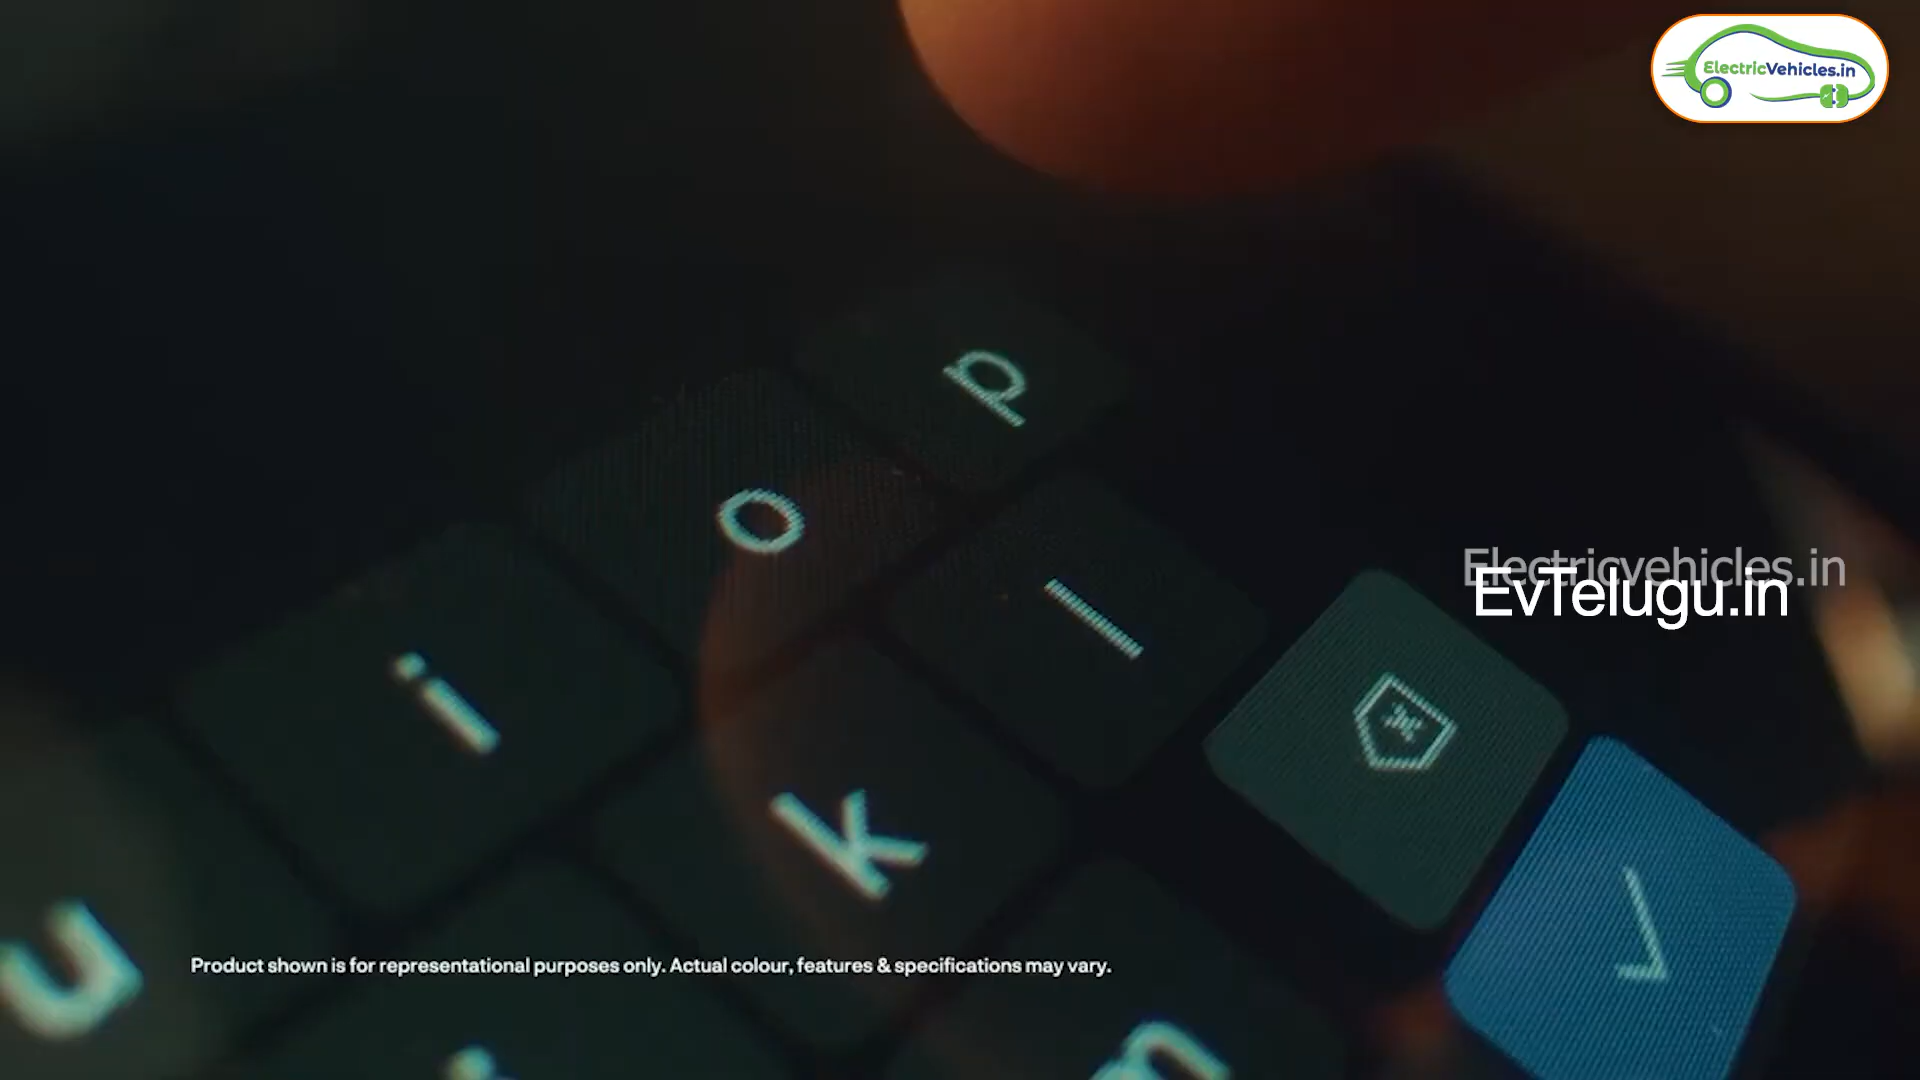 ElectricVehicles.in
p
o
l
i
k
u
m
Electricvehicles.in
EvTelugu.in
Product shown is for representational purposes only. Actual colour, features & specifications may vary.